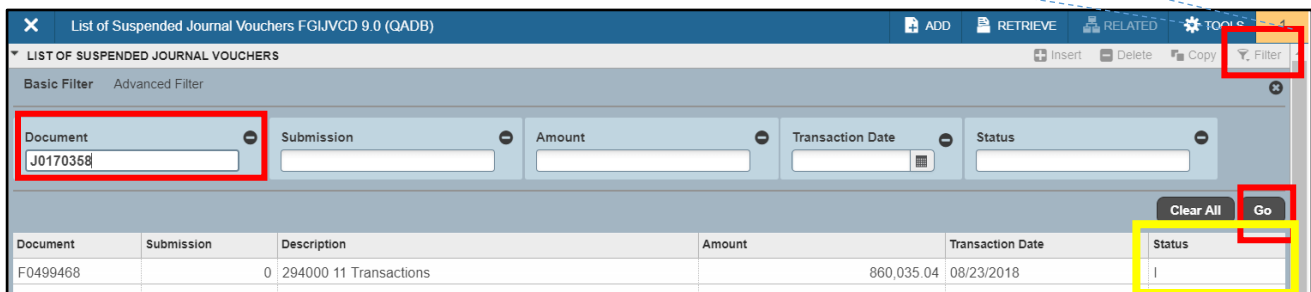 List of Suspended Journal Vouchers FGIJVCD 9.0 (QADB) ADD RETRIEVE RELATED TOOLS 1
LIST OF SUSPENDED JOURNAL VOUCHERS Insert Delete Copy Filter
Basic Filter Advanced Filter
Document Submission Amount Transaction Date Status
J0170358
Clear All Go
Document Submission Description Amount Transaction Date Status
F0499468 0 294000 11 Transactions 860,035.04 08/23/2018 I